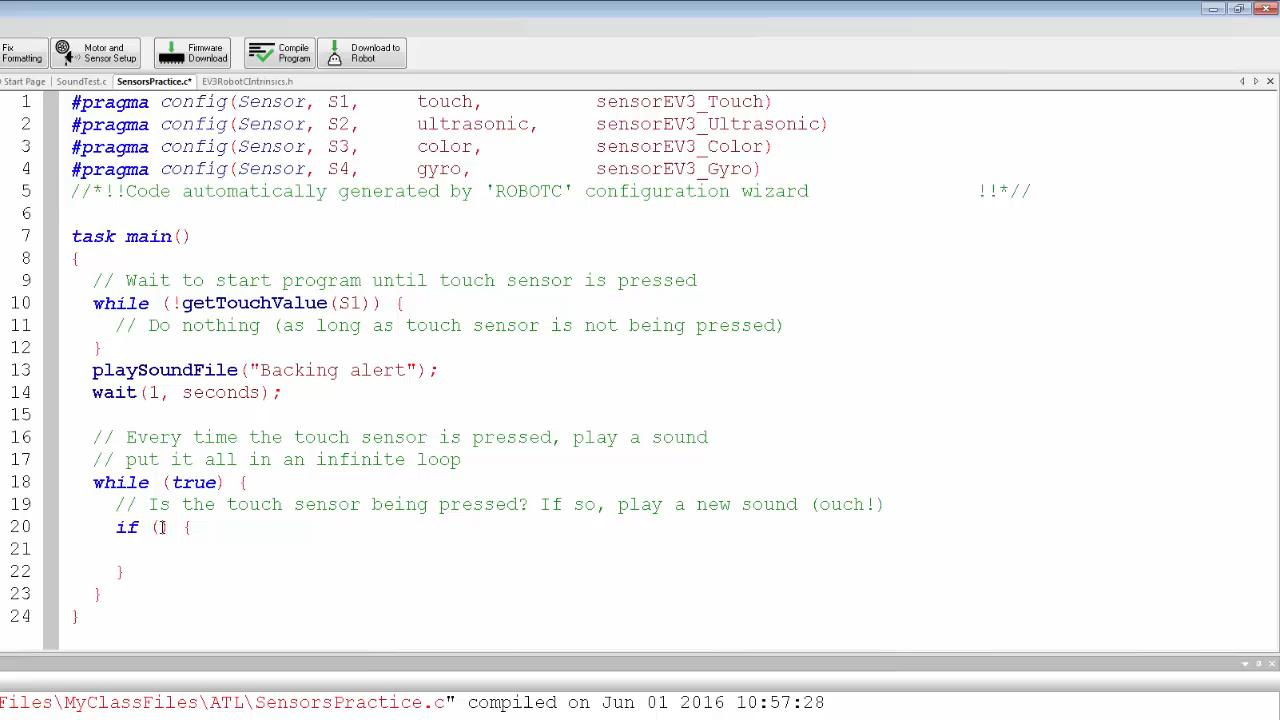 Fix Formatting
Motor and Sensor Setup
Firmware Download
Compile Program
Download to Robot
Start Page SoundTest.c SensorsPractice.c* EV3RobotCIntrinsics.h
1 #pragma config(Sensor, S1, touch, sensorEV3_Touch)
2 #pragma config(Sensor, S2, ultrasonic, sensorEV3_Ultrasonic)
3 #pragma config(Sensor, S3, color, sensorEV3_Color)
4 #pragma config(Sensor, S4, gyro, sensorEV3_Gyro)
5 //*!!Code automatically generated by 'ROBOTC' configuration wizard !!*//
6
7 task main()
8 {
9 // Wait to start program until touch sensor is pressed
10 while (!getTouchValue(S1)) {
11 // Do nothing (as long as touch sensor is not being pressed)
12 }
13 playSoundFile("Backing alert");
14 wait(1, seconds);
15
16 // Every time the touch sensor is pressed, play a sound
17 // put it all in an infinite loop
18 while (true) {
19 // Is the touch sensor being pressed? If so, play a new sound (ouch!)
20 if () {
21
22 }
23 }
24 }
Files\MyClassFiles\ATL\SensorsPractice.c" compiled on Jun 01 2016 10:57:28